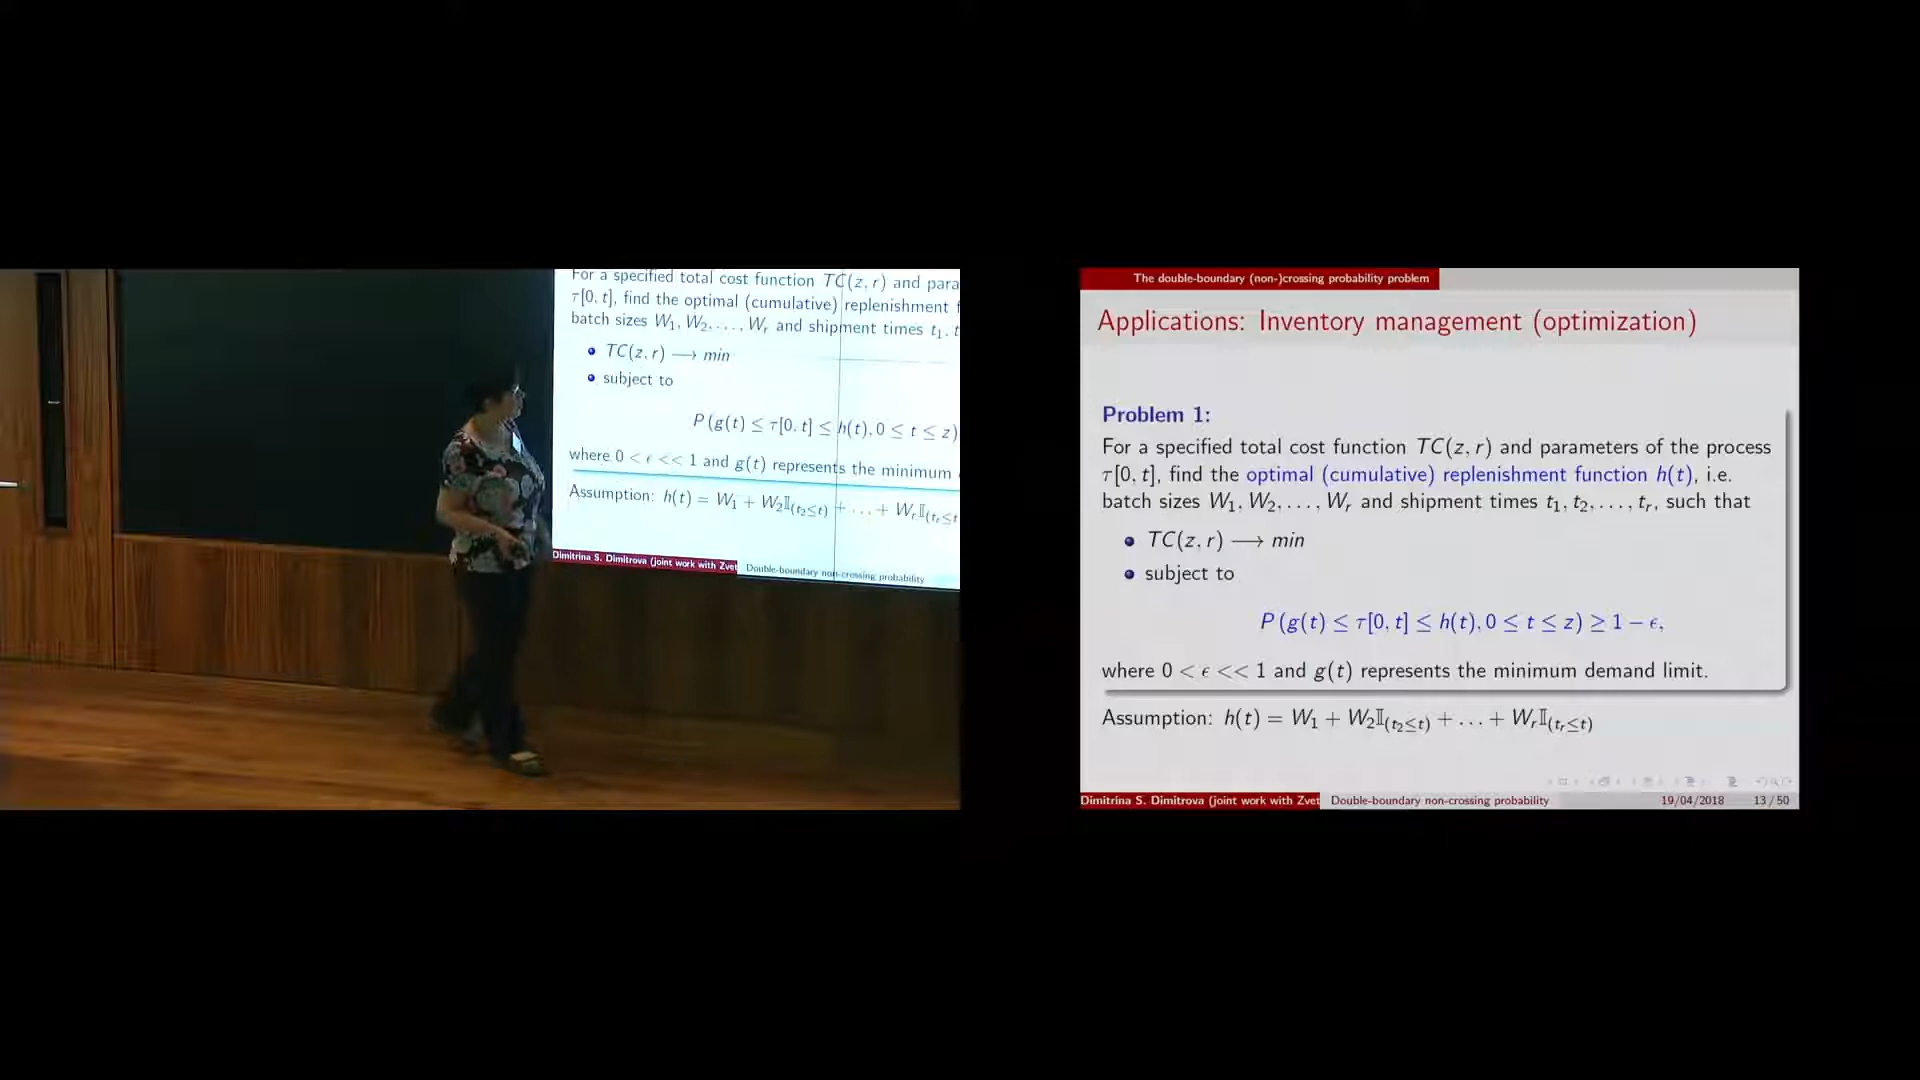 For a specified total cost function TC(z, r) and para
τ[0, t], find the optimal (cumulative) replenishment f
batch sizes W₁, W₂, . . . , Wᵣ and shipment times t₁, t
• TC(z, r) ⟶ min
• subject to
P (g(t) ≤ τ[0, t] ≤ h(t), 0 ≤ t ≤ z)
where 0 < ϵ << 1 and g(t) represents the minimum
Assumption: h(t) = W₁ + W₂𝕀_(t₂≤t) + . . . + Wᵣ𝕀_(tᵣ≤t
Dimitrina S. Dimitrova (joint work with Zvet Double-boundary non-crossing probability
The double-boundary (non-)crossing probability problem
Applications: Inventory management (optimization)
Problem 1:
For a specified total cost function TC(z, r) and parameters of the process
τ[0, t], find the optimal (cumulative) replenishment function h(t), i.e.
batch sizes W₁, W₂, . . . , Wᵣ and shipment times t₁, t₂, . . . , tᵣ, such that
• TC(z, r) ⟶ min
• subject to
P (g(t) ≤ τ[0, t] ≤ h(t), 0 ≤ t ≤ z) ≥ 1 − ϵ,
where 0 < ϵ << 1 and g(t) represents the minimum demand limit.
Assumption: h(t) = W₁ + W₂𝕀_(t₂≤t) + . . . + Wᵣ𝕀_(tᵣ≤t)
Dimitrina S. Dimitrova (joint work with Zvet Double-boundary non-crossing probability 19/04/2018 13 / 50